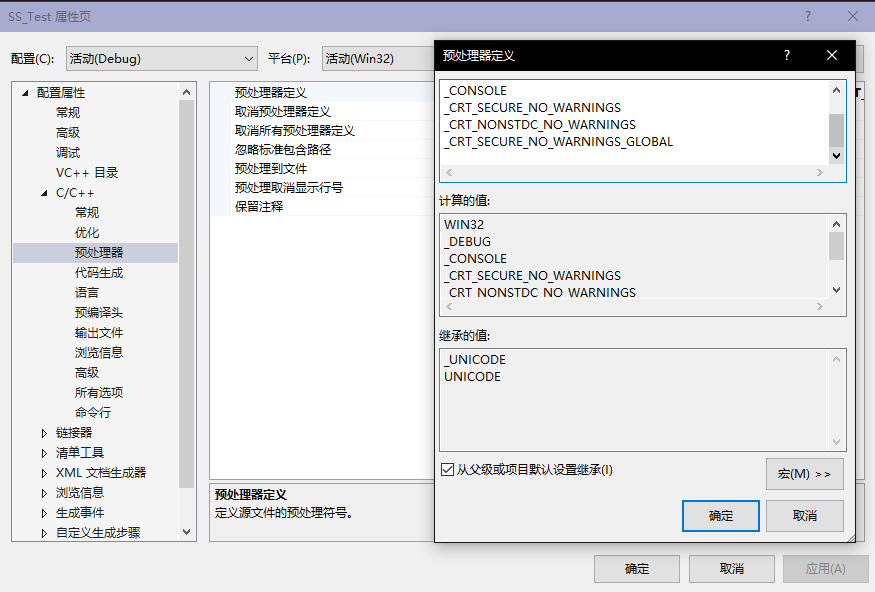 SS_Test 属性页
配置(C):
活动(Debug)
平台(P):
活动(Win32)
配置属性
常规
高级
调试
VC++ 目录
C/C++
常规
优化
预处理器
代码生成
语言
预编译头
输出文件
浏览信息
高级
所有选项
命令行
链接器
清单工具
XML 文档生成器
浏览信息
生成事件
自定义生成步骤
预处理器定义
取消预处理器定义
取消所有预处理器定义
忽略标准包含路径
预处理到文件
预处理取消显示行号
保留注释
预处理器定义
定义源文件的预处理符号。
预处理器定义
_CONSOLE
_CRT_SECURE_NO_WARNINGS
_CRT_NONSTDC_NO_WARNINGS
_CRT_SECURE_NO_WARNINGS_GLOBAL
计算的值:
WIN32
_DEBUG
_CONSOLE
_CRT_SECURE_NO_WARNINGS
_CRT_NONSTDC_NO_WARNINGS
继承的值:
_UNICODE
UNICODE
从父级或项目默认设置继承(I)
宏(M) >>
确定
取消
确定
取消
应用(A)